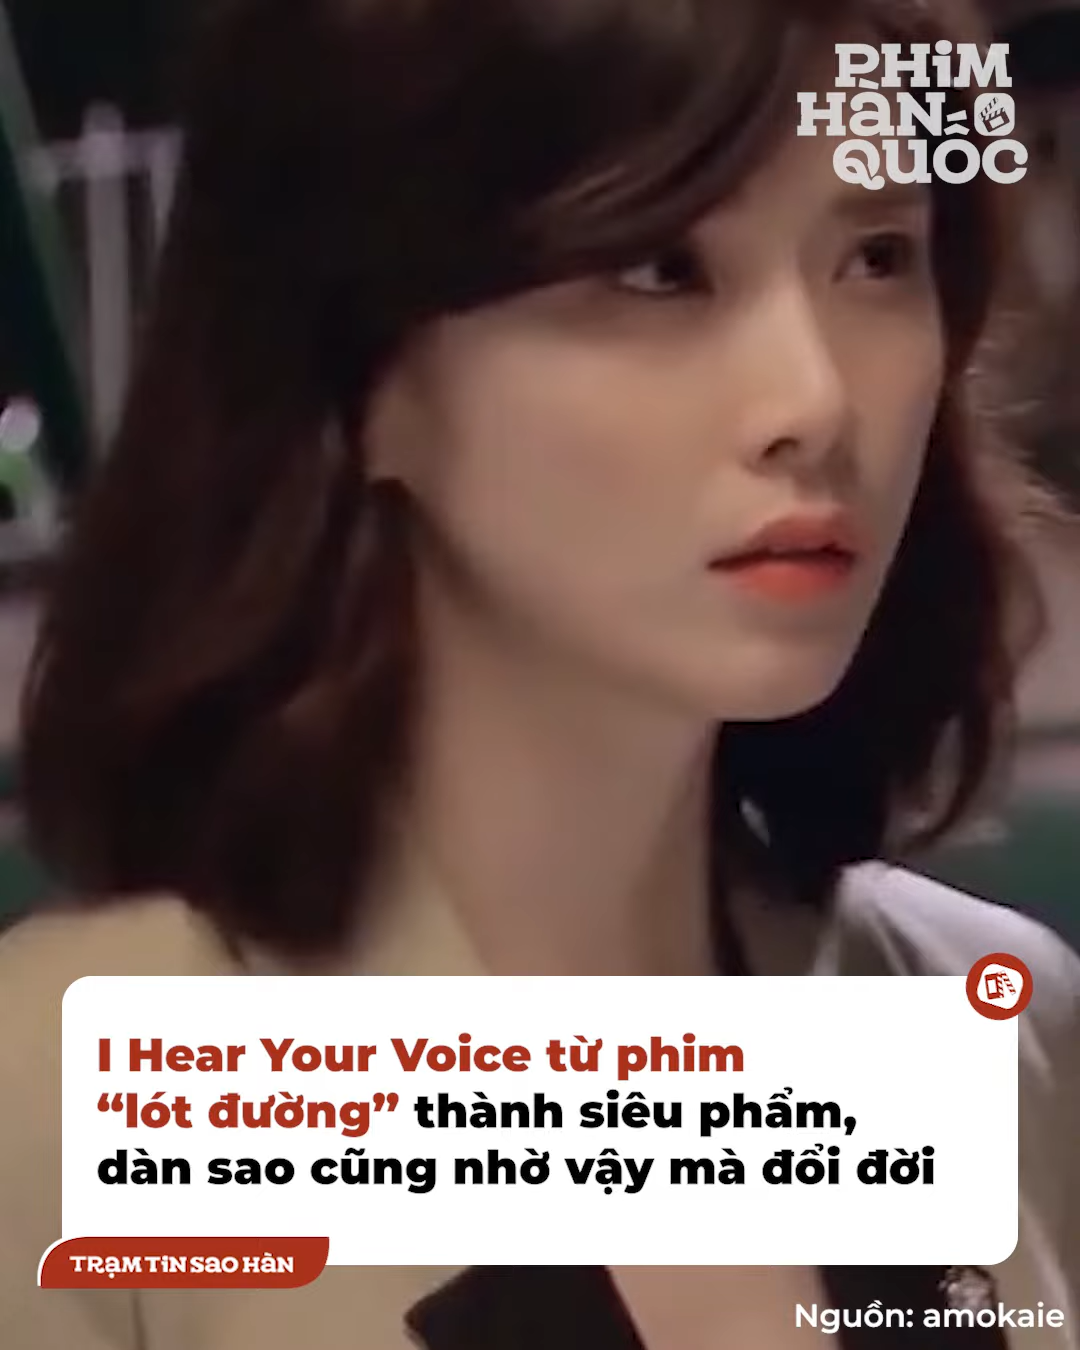 PHiM
HàN
QUỐC
I Hear Your Voice từ phim
“lót đường” thành siêu phẩm,
dàn sao cũng nhờ vậy mà đổi đời
TRạM TiN Sao HàN
Nguồn: amokaie